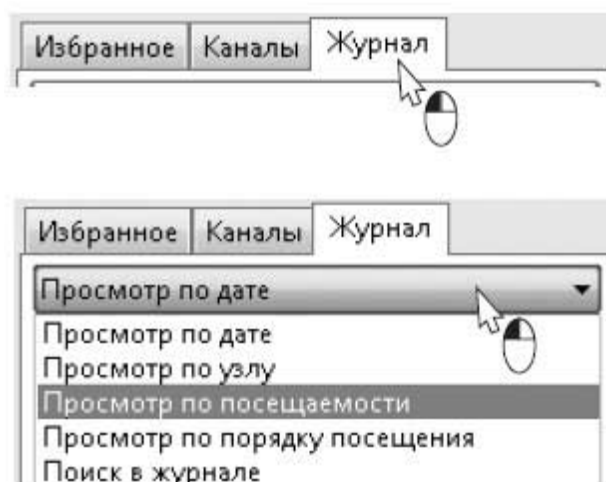 Избранное Каналы Журнал
Избранное Каналы Журнал
Просмотр по дате
Просмотр по дате
Просмотр по узлу
Просмотр по посещаемости
Просмотр по порядку посещения
Поиск в журнале